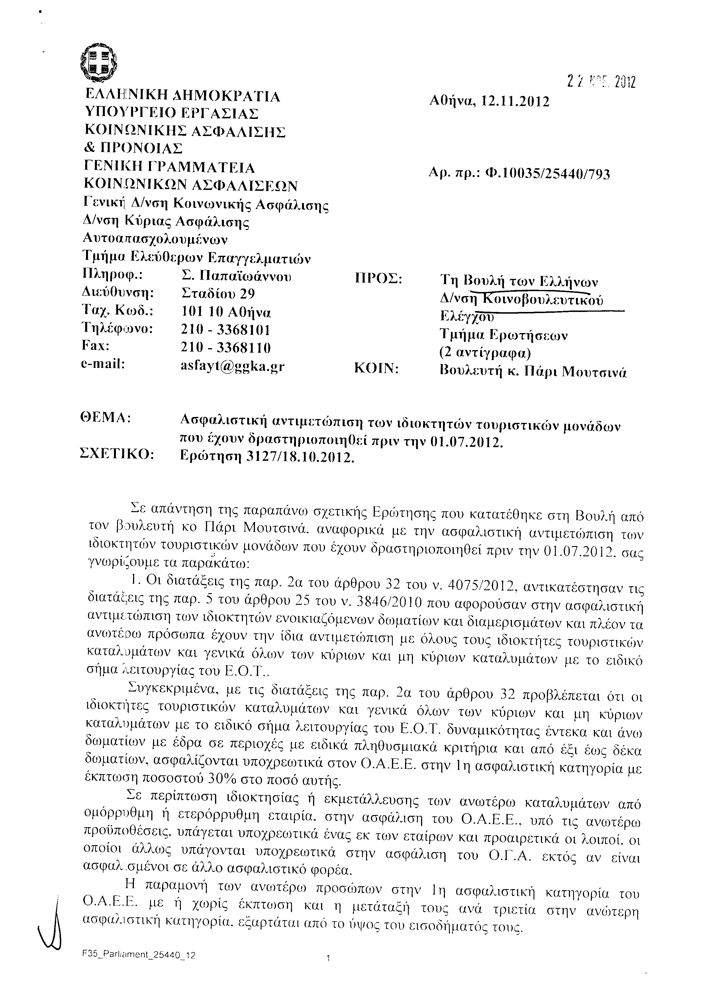 22 ΝΟΕ. 2012
ΕΛΛΗΝΙΚΗ ΔΗΜΟΚΡΑΤΙΑ
Αθήνα, 12.11.2012
ΥΠΟΥΡΓΕΙΟ ΕΡΓΑΣΙΑΣ
ΚΟΙΝΩΝΙΚΗΣ ΑΣΦΑΛΙΣΗΣ
& ΠΡΟΝΟΙΑΣ
ΓΕΝΙΚΗ ΓΡΑΜΜΑΤΕΙΑ
Αρ. πρ.: Φ.10035/25440/793
ΚΟΙΝΩΝΙΚΩΝ ΑΣΦΑΛΙΣΕΩΝ
Γενική Δ/νση Κοινωνικής Ασφάλισης
Δ/νση Κύριας Ασφάλισης
Αυτοαπασχολουμένων
Τμήμα Ελεύθερων Επαγγελματιών
Πληροφ.: Σ. Παπαϊωάννου
Διεύθυνση: Σταδίου 29
Ταχ. Κωδ.: 101 10 Αθήνα
Τηλέφωνο: 210 - 3368101
Fax: 210 - 3368110
e-mail: asfayt@ggka.gr
ΠΡΟΣ: Τη Βουλή των Ελλήνων
Δ/νση Κοινοβουλευτικού
Ελέγχου
Τμήμα Ερωτήσεων
(2 αντίγραφα)
ΚΟΙΝ: Βουλευτή κ. Πάρι Μουτσινά
ΘΕΜΑ: Ασφαλιστική αντιμετώπιση των ιδιοκτητών τουριστικών μονάδων
που έχουν δραστηριοποιηθεί πριν την 01.07.2012.
ΣΧΕΤΙΚΟ: Ερώτηση 3127/18.10.2012.
Σε απάντηση της παραπάνω σχετικής Ερώτησης που κατατέθηκε στη Βουλή από
τον βουλευτή κο Πάρι Μουτσινά, αναφορικά με την ασφαλιστική αντιμετώπιση των
ιδιοκτητών τουριστικών μονάδων που έχουν δραστηριοποιηθεί πριν την 01.07.2012, σας
γνωρίζουμε τα παρακάτω:
1. Οι διατάξεις της παρ. 2α του άρθρου 32 του ν. 4075/2012, αντικατέστησαν τις
διατάξεις της παρ. 5 του άρθρου 25 του ν. 3846/2010 που αφορούσαν στην ασφαλιστική
αντιμετώπιση των ιδιοκτητών ενοικιαζόμενων δωματίων και διαμερισμάτων και πλέον τα
ανωτέρω πρόσωπα έχουν την ίδια αντιμετώπιση με όλους τους ιδιοκτήτες τουριστικών
καταλυμάτων και γενικά όλων των κύριων και μη κύριων καταλυμάτων με το ειδικό
σήμα λειτουργίας του Ε.Ο.Τ..
Συγκεκριμένα, με τις διατάξεις της παρ. 2α του άρθρου 32 προβλέπεται ότι οι
ιδιοκτήτες τουριστικών καταλυμάτων και γενικά όλων των κύριων και μη κύριων
καταλυμάτων με το ειδικό σήμα λειτουργίας του Ε.Ο.Τ. δυναμικότητας έντεκα και άνω
δωματίων με έδρα σε περιοχές με ειδικά πληθυσμιακά κριτήρια και από έξι έως δέκα
δωματίων, ασφαλίζονται υποχρεωτικά στον Ο.Α.Ε.Ε. στην 1η ασφαλιστική κατηγορία με
έκπτωση ποσοστού 30% στο ποσό αυτής.
Σε περίπτωση ιδιοκτησίας ή εκμετάλλευσης των ανωτέρω καταλυμάτων από
ομόρρυθμη ή ετερόρρυθμη εταιρία, στην ασφάλιση του Ο.Α.Ε.Ε., υπό τις ανωτέρω
προϋποθέσεις, υπάγεται υποχρεωτικά ένας εκ των εταίρων και προαιρετικά οι λοιποί, οι
οποίοι άλλως υπάγονται υποχρεωτικά στην ασφάλιση του Ο.Γ.Α. εκτός αν είναι
ασφαλισμένοι σε άλλο ασφαλιστικό φορέα.
Η παραμονή των ανωτέρω προσώπων στην 1η ασφαλιστική κατηγορία του
Ο.Α.Ε.Ε. με ή χωρίς έκπτωση και η μετάταξή τους ανά τριετία στην ανώτερη
ασφαλιστική κατηγορία, εξαρτάται από το ύψος του εισοδήματός τους.
F35_Parliament_25440_12
1